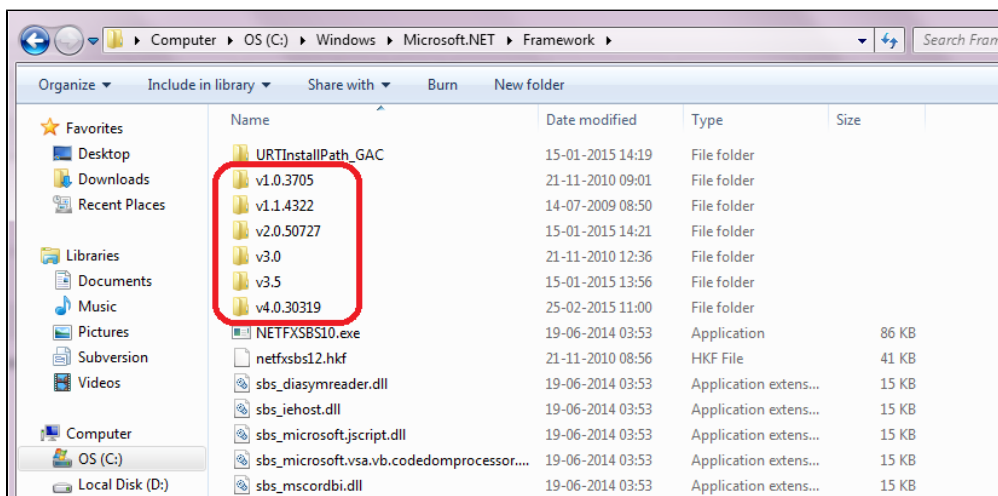 Computer ▸ OS (C:) ▸ Windows ▸ Microsoft.NET ▸ Framework ▸ Search Fram
Organize Include in library Share with Burn New folder
Favorites
Desktop
Downloads
Recent Places
Libraries
Documents
Music
Pictures
Subversion
Videos
Computer
OS (C:)
Local Disk (D:)
Name Date modified Type Size
URTInstallPath_GAC 15-01-2015 14:19 File folder
v1.0.3705 21-11-2010 09:01 File folder
v1.1.4322 14-07-2009 08:50 File folder
v2.0.50727 15-01-2015 14:21 File folder
v3.0 21-11-2010 12:36 File folder
v3.5 15-01-2015 13:56 File folder
v4.0.30319 25-02-2015 11:00 File folder
NETFXSBS10.exe 19-06-2014 03:53 Application 86 KB
netfxsbs12.hkf 21-11-2010 08:56 HKF File 41 KB
sbs_diasymreader.dll 19-06-2014 03:53 Application extens... 15 KB
sbs_iehost.dll 19-06-2014 03:53 Application extens... 15 KB
sbs_microsoft.jscript.dll 19-06-2014 03:53 Application extens... 15 KB
sbs_microsoft.vsa.vb.codedomprocessor.... 19-06-2014 03:53 Application extens... 15 KB
sbs_mscordbi.dll 19-06-2014 03:53 Application extens... 15 KB